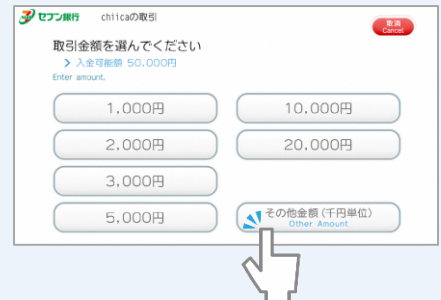 セブン銀行 chiicaの取引
取消
Cancel
取引金額を選んでください
入金可能額 50,000円
Enter amount.
1,000円
10,000円
2,000円
20,000円
3,000円
5,000円
その他金額(千円単位)
Other Amount